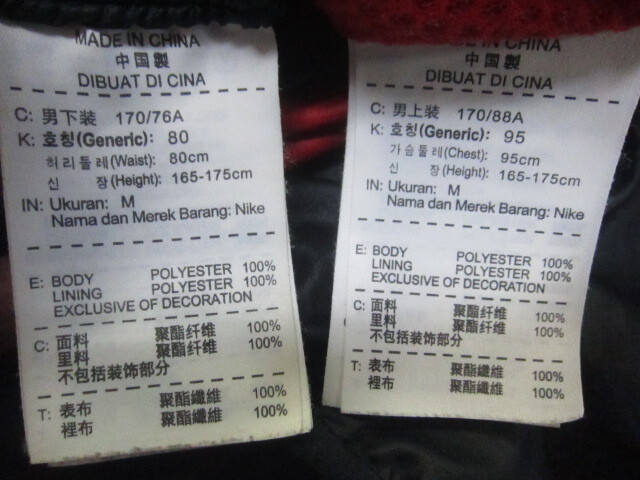 MADE IN CHINA
中国製
DIBUAT DI CINA
C: 男下装 170/76A
K: 호칭(Generic): 80
허리둘레(Waist): 80cm
신 장(Height): 165-175cm
IN: Ukuran: M
Nama dan Merek Barang: Nike
E: BODY POLYESTER 100%
LINING POLYESTER 100%
EXCLUSIVE OF DECORATION
C: 面料 聚酯纤维 100%
里料 聚酯纤维 100%
不包括装饰部分
T: 表布 聚酯纖維 100%
裡布 聚酯纖維 100%
MADE IN CHINA
中国製
DIBUAT DI CINA
C: 男上装 170/88A
K: 호칭(Generic): 95
가슴둘레(Chest): 95cm
신 장(Height): 165-175cm
IN: Ukuran: M
Nama dan Merek Barang: Nike
E: BODY POLYESTER 100%
LINING POLYESTER 100%
EXCLUSIVE OF DECORATION
C: 面料 聚酯纤维 100%
里料 聚酯纤维 100%
不包括装饰部分
T: 表布 聚酯纖維 100%
裡布 聚酯纖維 100%